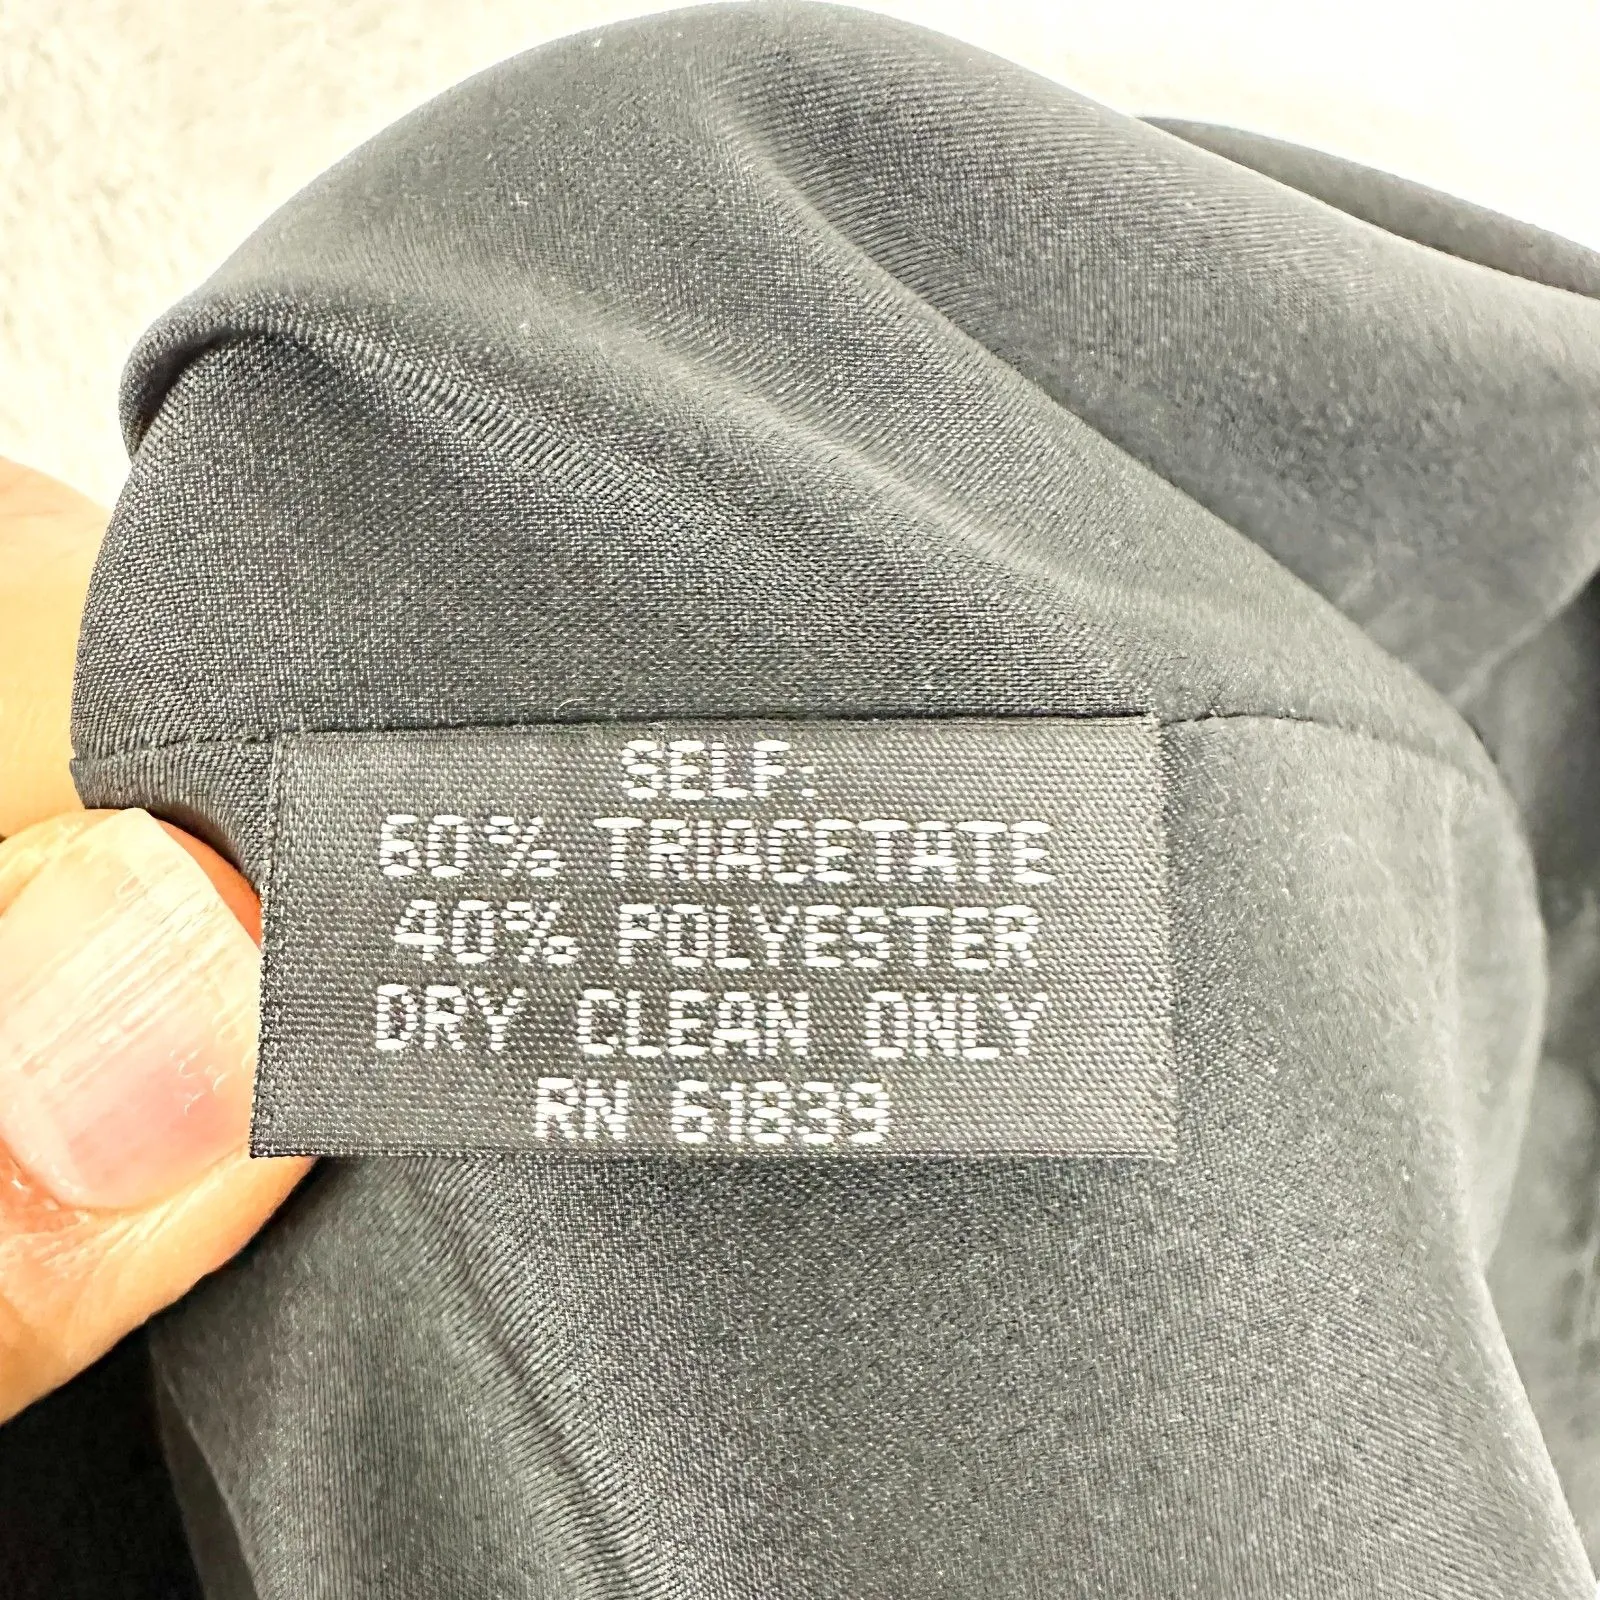 SELF:
60% TRIACETATE
40% POLYESTER
DRY CLEAN ONLY
RN 61839